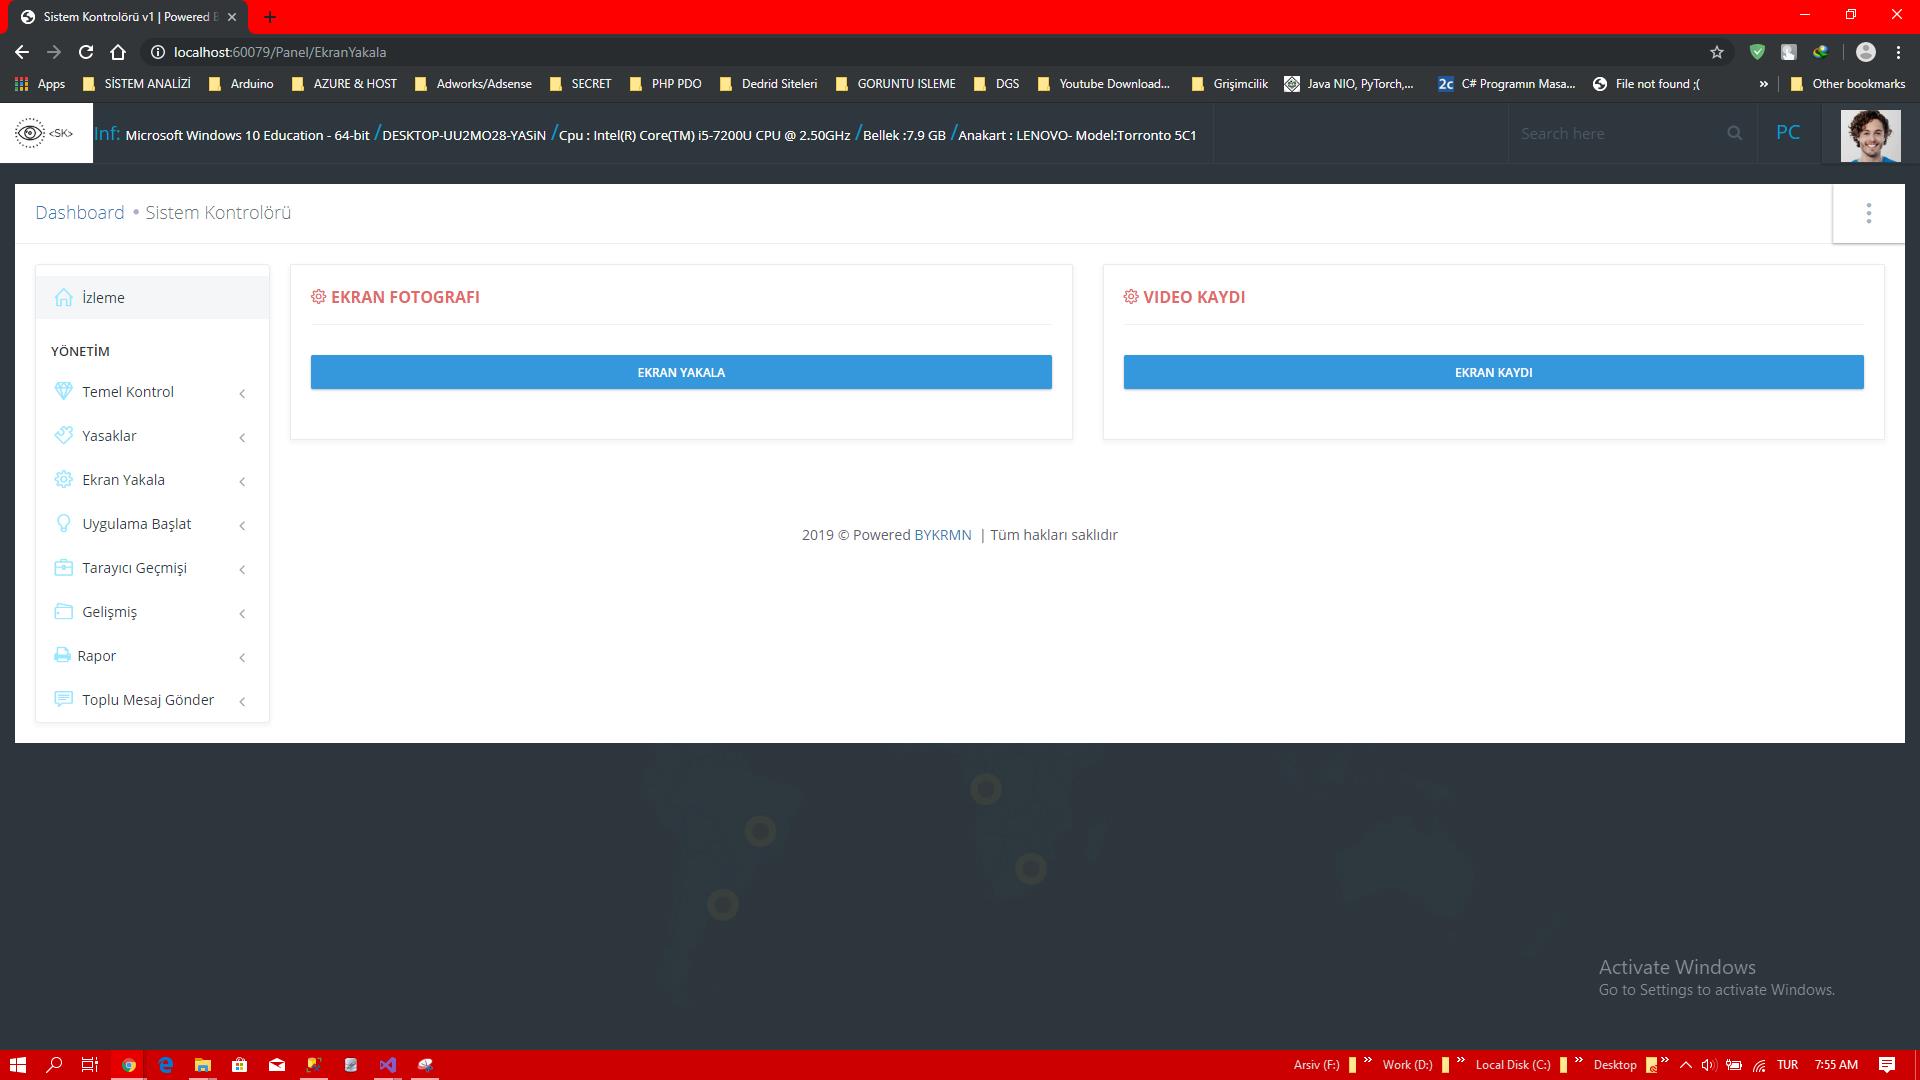 Sistem Kontrolörü v1 | Powered B
localhost:60079/Panel/EkranYakala
Apps SİSTEM ANALİZİ Arduino AZURE & HOST Adworks/Adsense SECRET PHP PDO Dedrid Siteleri GORUNTU ISLEME DGS Youtube Download... Grişimcilik Java NIO, PyTorch,... 2c C# Programın Masa... File not found ;( » Other bookmarks
<SK> Inf: Microsoft Windows 10 Education - 64-bit /DESKTOP-UU2MO28-YASiN /Cpu : Intel(R) Core(TM) i5-7200U CPU @ 2.50GHz /Bellek :7.9 GB /Anakart : LENOVO- Model:Torronto 5C1 Search here PC
Dashboard • Sistem Kontrolörü
İzleme
YÖNETİM
Temel Kontrol
Yasaklar
Ekran Yakala
Uygulama Başlat
Tarayıcı Geçmişi
Gelişmiş
Rapor
Toplu Mesaj Gönder
EKRAN FOTOGRAFI
EKRAN YAKALA
VIDEO KAYDI
EKRAN KAYDI
2019 © Powered BYKRMN | Tüm hakları saklıdır
Activate Windows
Go to Settings to activate Windows.
Arsiv (F:) » Work (D:) » Local Disk (C:) » Desktop » TUR 7:55 AM